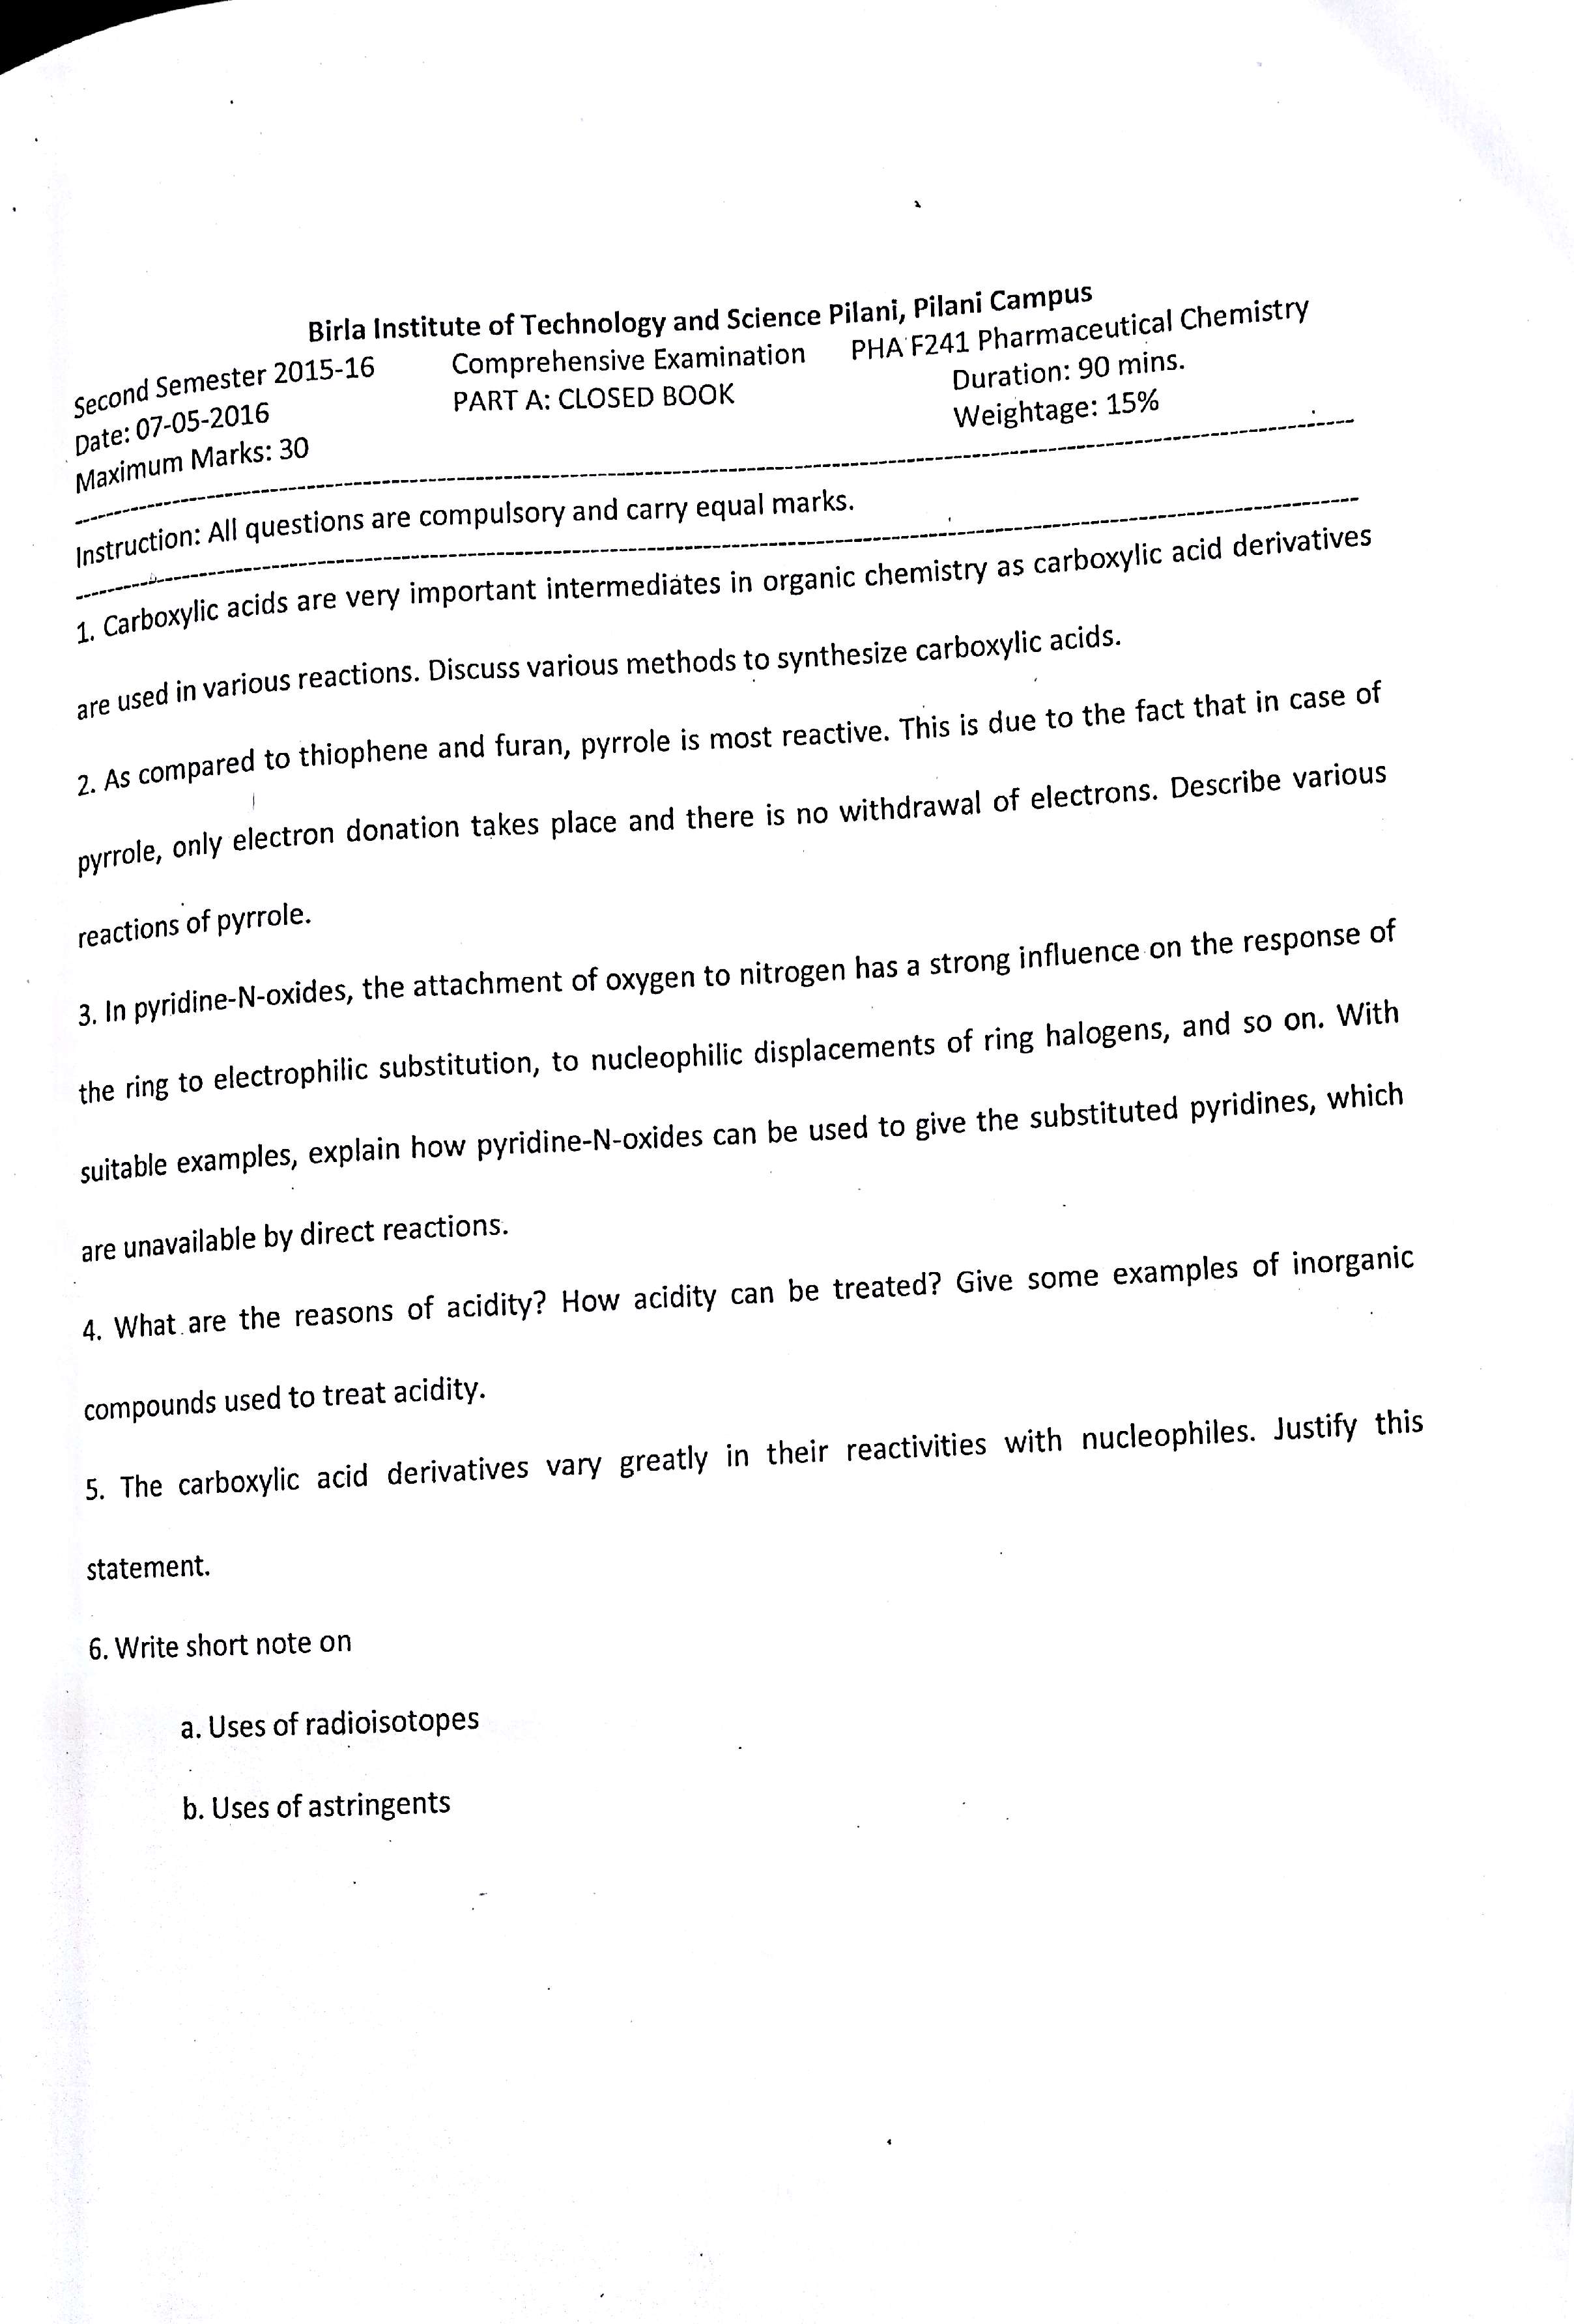 Birla Institute of Technology and Science Pilani, Pilani Campus
Second Semester 2015-16 Comprehensive Examination PHA F241 Pharmaceutical Chemistry
Date: 07-05-2016 PART A: CLOSED BOOK Duration: 90 mins.
Maximum Marks: 30 Weightage: 15%
--------------------------------------------------------------------------------
Instruction: All questions are compulsory and carry equal marks.
--------------------------------------------------------------------------------
1. Carboxylic acids are very important intermediates in organic chemistry as carboxylic acid derivatives
are used in various reactions. Discuss various methods to synthesize carboxylic acids.
2. As compared to thiophene and furan, pyrrole is most reactive. This is due to the fact that in case of
pyrrole, only electron donation takes place and there is no withdrawal of electrons. Describe various
reactions of pyrrole.
3. In pyridine-N-oxides, the attachment of oxygen to nitrogen has a strong influence on the response of
the ring to electrophilic substitution, to nucleophilic displacements of ring halogens, and so on. With
suitable examples, explain how pyridine-N-oxides can be used to give the substituted pyridines, which
are unavailable by direct reactions.
4. What are the reasons of acidity? How acidity can be treated? Give some examples of inorganic
compounds used to treat acidity.
5. The carboxylic acid derivatives vary greatly in their reactivities with nucleophiles. Justify this
statement.
6. Write short note on
a. Uses of radioisotopes
b. Uses of astringents